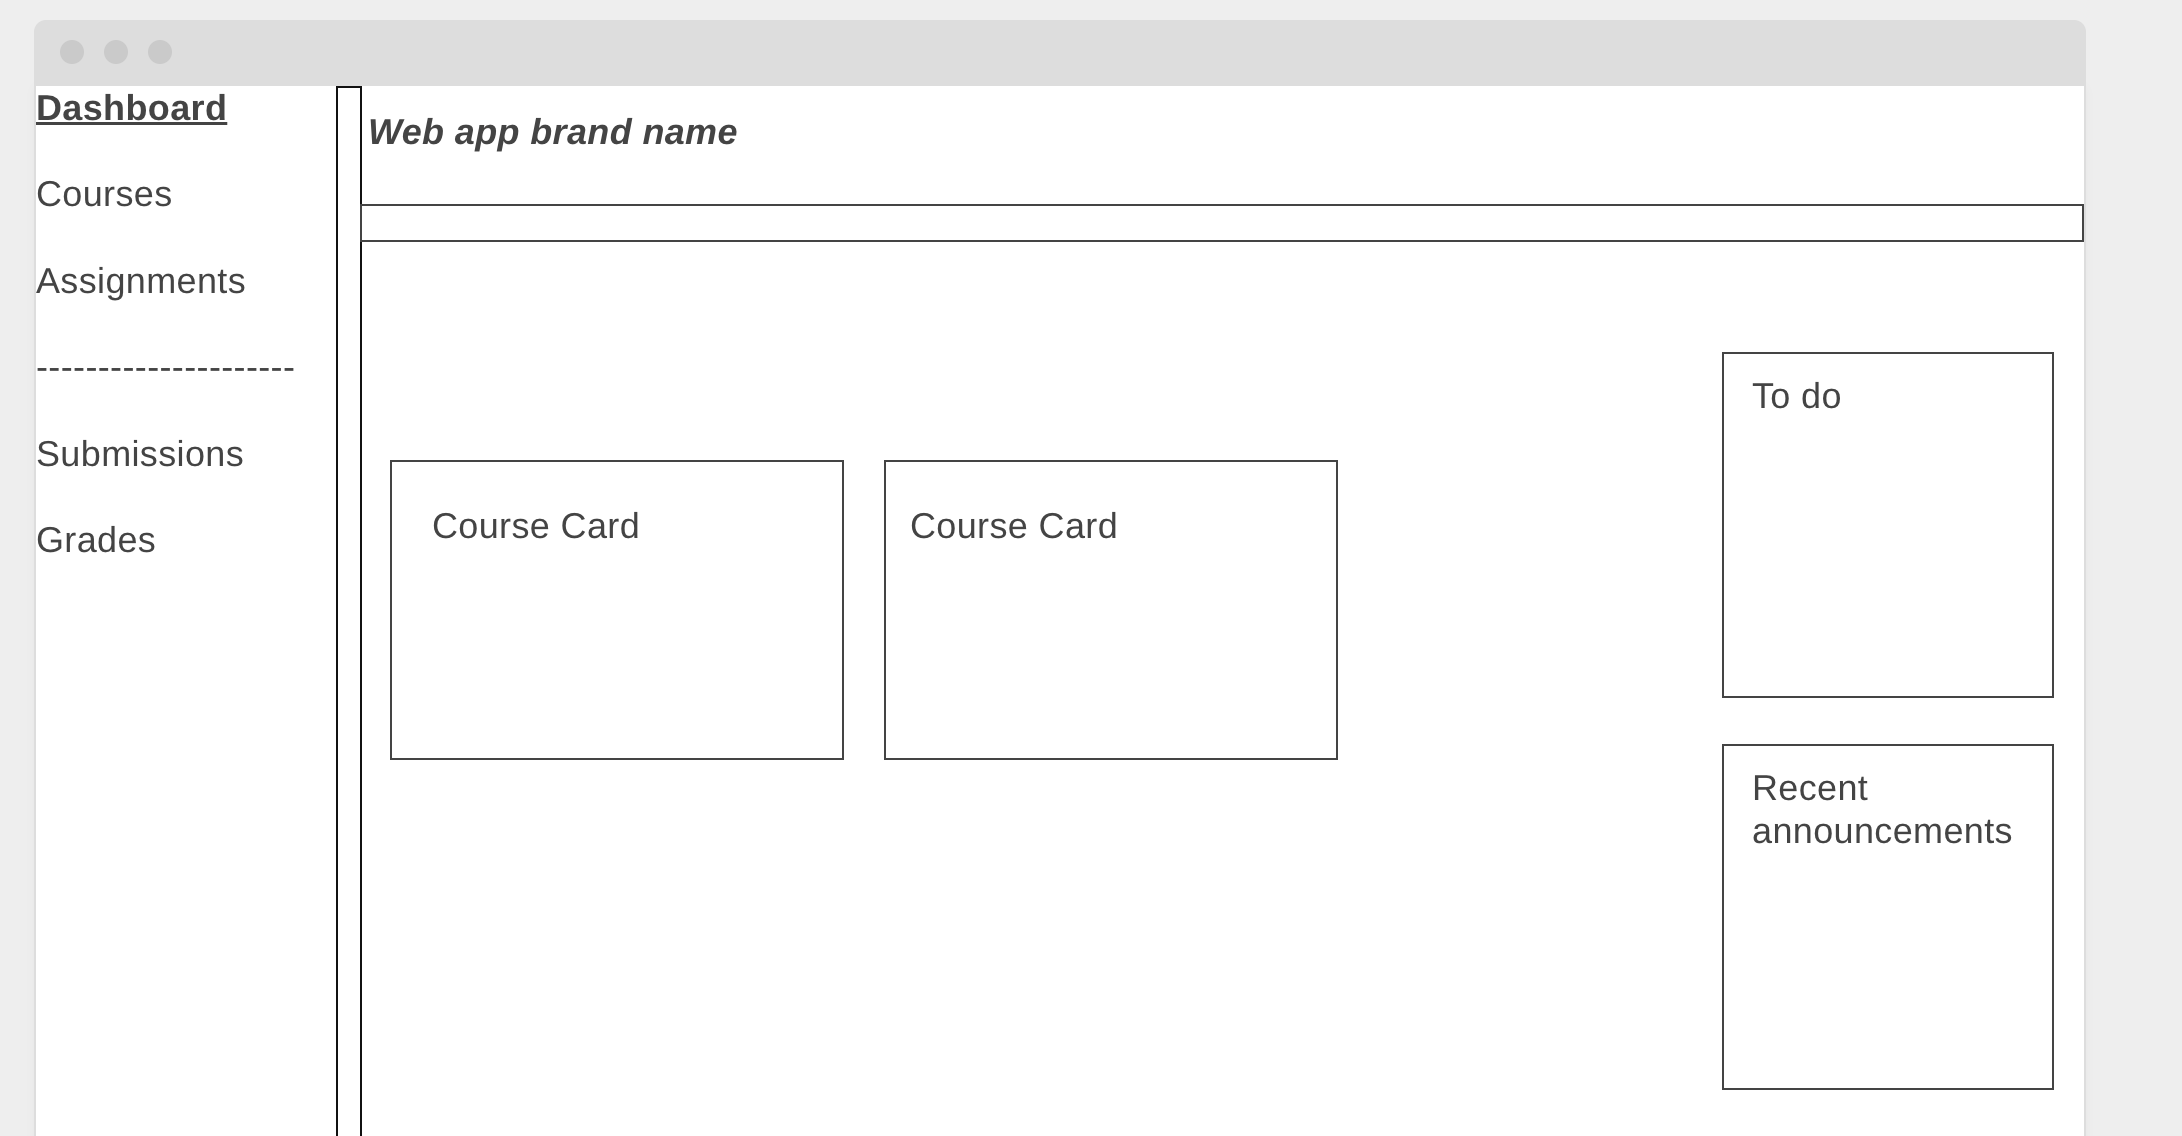 Dashboard
Courses
Assignments
---------------------
Submissions
Grades
Web app brand name
Course Card
Course Card
To do
Recent
announcements